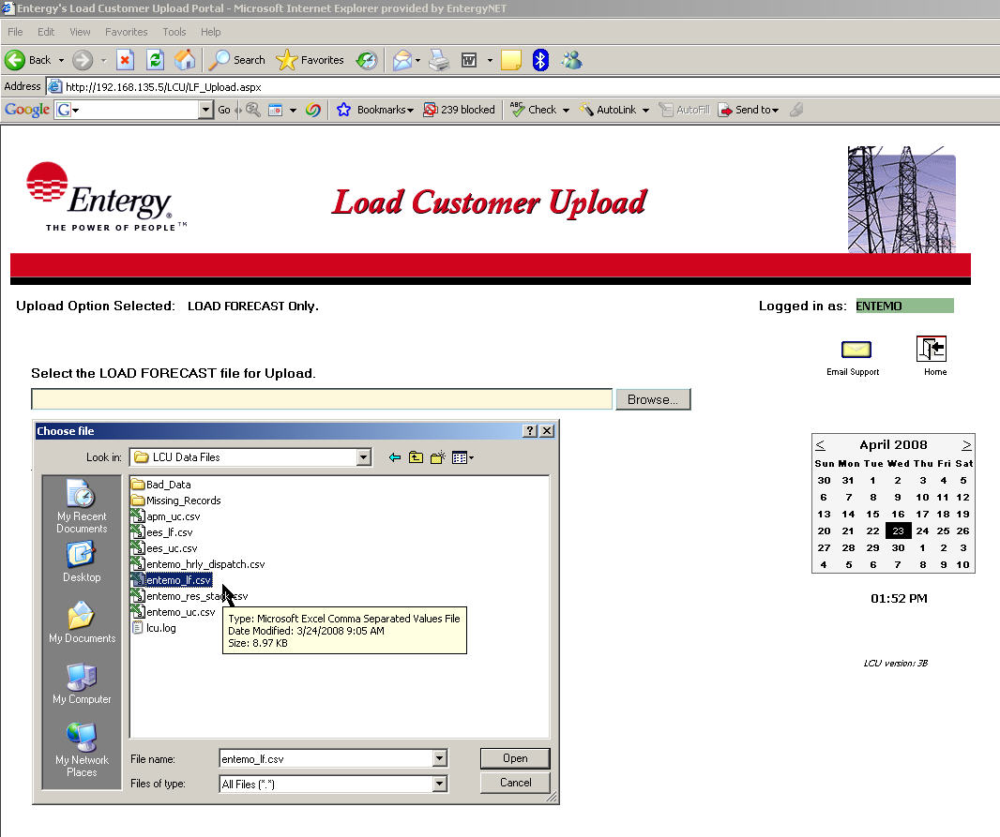 Entergy's Load Customer Upload Portal - Microsoft Internet Explorer provided by EntergyNET
File Edit View Favorites Tools Help
Back Search Favorites
Address http://192.168.135.5/LCU/LF_Upload.aspx
Google G Go Bookmarks 239 blocked ABC Check AutoLink AutoFill Send to
Entergy®
THE POWER OF PEOPLE™
Load Customer Upload
Upload Option Selected: LOAD FORECAST Only.
Logged in as: ENTEMO
Email Support Home
Select the LOAD FORECAST file for Upload.
Browse...
Choose file
Look in: LCU Data Files
My Recent Documents
Desktop
My Documents
My Computer
My Network Places
Bad_Data
Missing_Records
apm_uc.csv
ees_lf.csv
ees_uc.csv
entemo_hrly_dispatch.csv
entemo_lf.csv
entemo_res_stack.csv
entemo_uc.csv
lcu.log
Type: Microsoft Excel Comma Separated Values File
Date Modified: 3/24/2008 9:05 AM
Size: 8.97 KB
File name: entemo_lf.csv Open
Files of type: All Files (*.*) Cancel
< April 2008 >
Sun Mon Tue Wed Thu Fri Sat
30 31 1 2 3 4 5
6 7 8 9 10 11 12
13 14 15 16 17 18 19
20 21 22 23 24 25 26
27 28 29 30 1 2 3
4 5 6 7 8 9 10
01:52 PM
LCU version: 3B